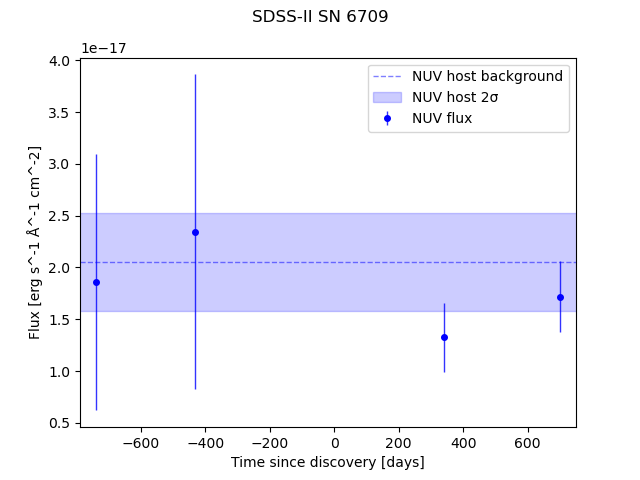 SDSS-II SN 6709
1e−17
NUV host background
NUV host 2σ
NUV flux
4.0
3.5
3.0
2.5
2.0
1.5
1.0
0.5
Flux [erg s^-1 Å^-1 cm^-2]
−600
−400
−200
0
200
400
600
Time since discovery [days]